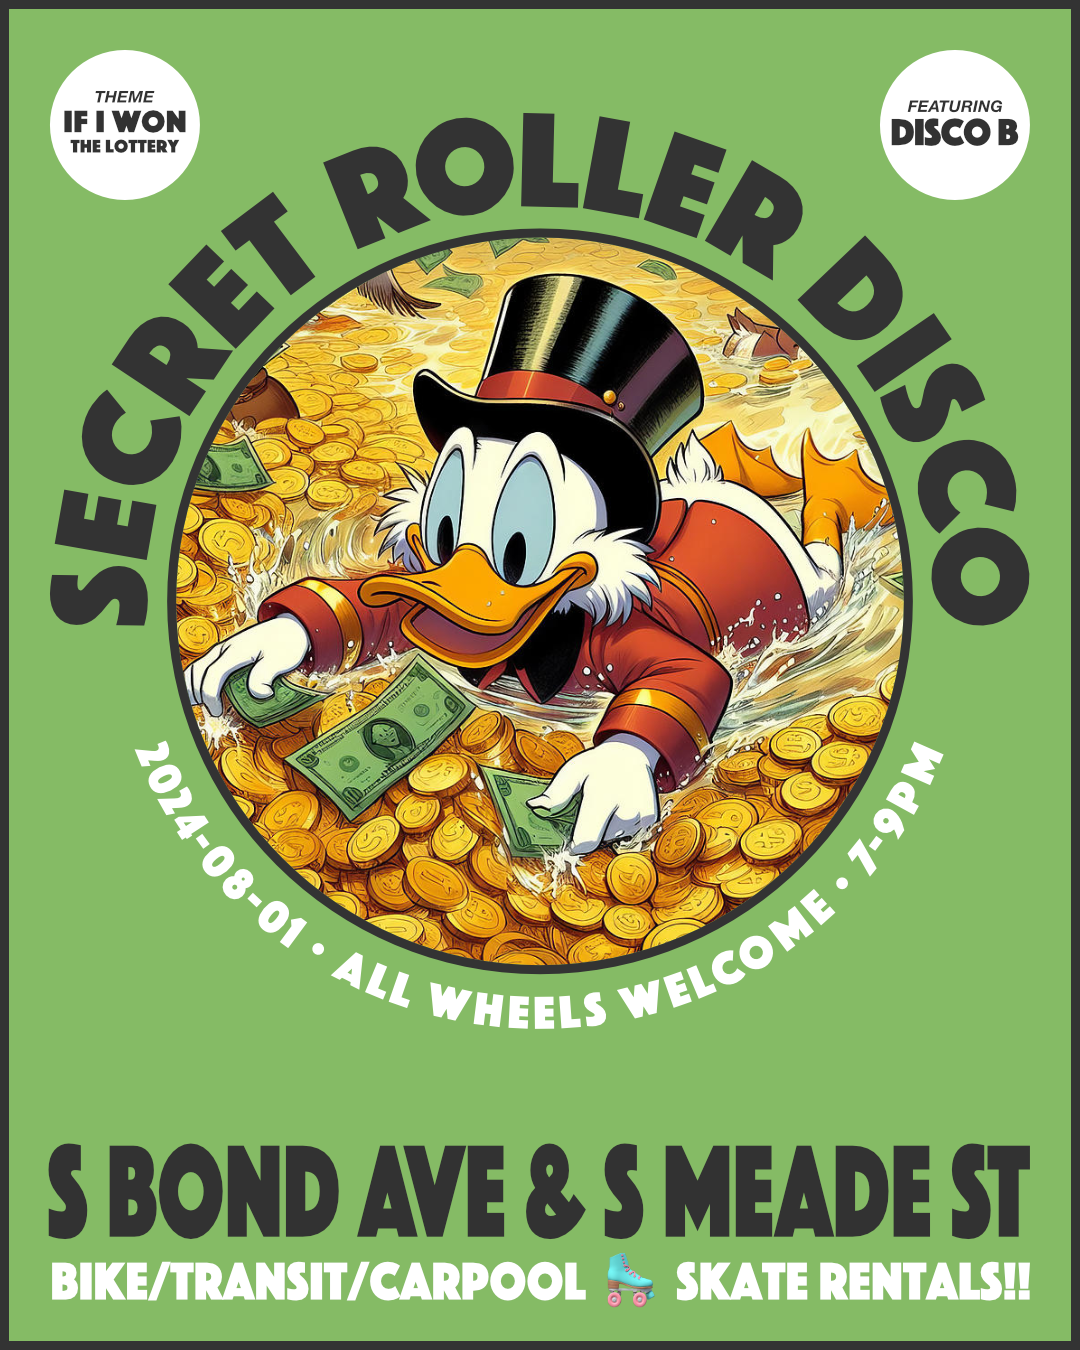 THEME
IF I WON
THE LOTTERY
FEATURING
DISCO B
SECRET ROLLER DISCO
2024-08-01 • ALL WHEELS WELCOME • 7-9PM
S BOND AVE & S MEADE ST
BIKE/TRANSIT/CARPOOL 🛼 SKATE RENTALS!!